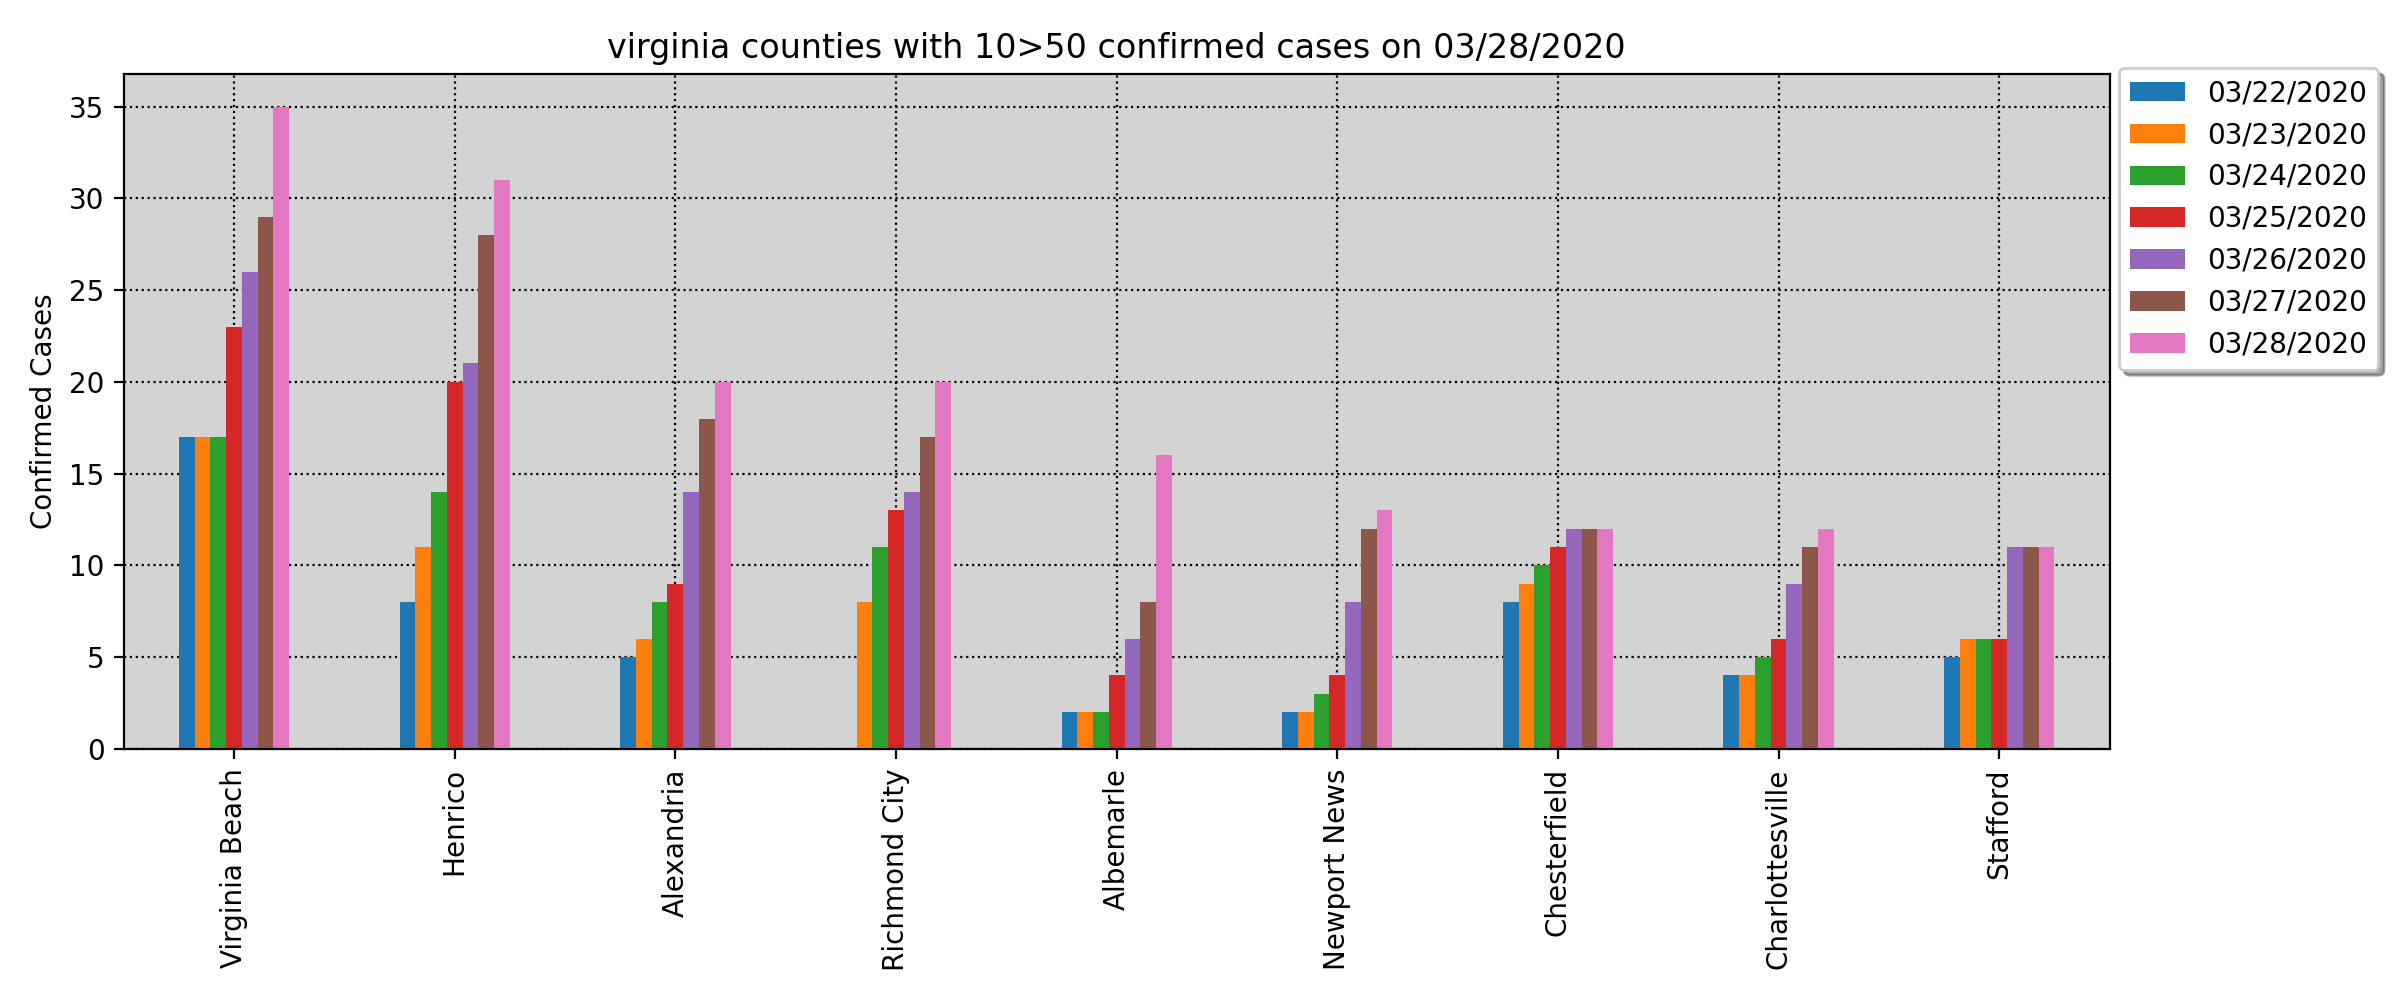 virginia counties with 10>50 confirmed cases on 03/28/2020
Confirmed Cases
35
30
25
20
15
10
5
0
03/22/2020
03/23/2020
03/24/2020
03/25/2020
03/26/2020
03/27/2020
03/28/2020
Virginia Beach
Henrico
Alexandria
Richmond City
Albemarle
Newport News
Chesterfield
Charlottesville
Stafford